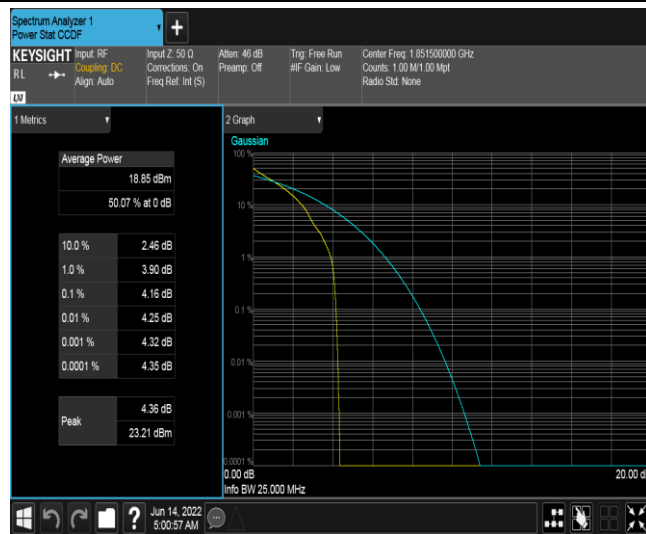 Spectrum Analyzer 1
Power Stat CCDF
+
KEYSIGHT
RL
LXI
Input: RF
Coupling: DC
Align: Auto
Input Z: 50 Ω
Corrections: On
Freq Ref: Int (S)
Atten: 46 dB
Preamp: Off
Trig: Free Run
#IF Gain: Low
Center Freq: 1.851500000 GHz
Counts: 1.00 M/1.00 Mpt
Radio Std: None
1 Metrics
Average Power
18.85 dBm
50.07 % at 0 dB
10.0 % 2.46 dB
1.0 % 3.90 dB
0.1 % 4.16 dB
0.01 % 4.25 dB
0.001 % 4.32 dB
0.0001 % 4.35 dB
Peak
4.36 dB
23.21 dBm
2 Graph
Gaussian
100 %
10 %
1 %
0.1 %
0.01 %
0.001 %
0.0001 %
0.00 dB
20.00 d
Info BW 25.000 MHz
?
Jun 14, 2022
5:00:57 AM